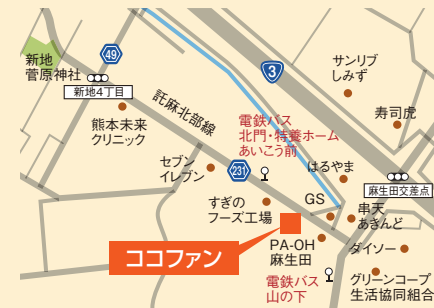 49
新地
菅原神社
新地4丁目
熊本未来
クリニック
託麻北部線
3
サンリブ
しみず
寿司虎
電鉄バス
北門・特養ホーム
あいこう前
セブン
イレブン
231
はるやま
麻生田交差点
すぎの
フーズ工場
GS
串天
あきんど
ココファン
PA-OH
麻生田
ダイソー
電鉄バス
山の下
グリーンコープ
生活協同組合